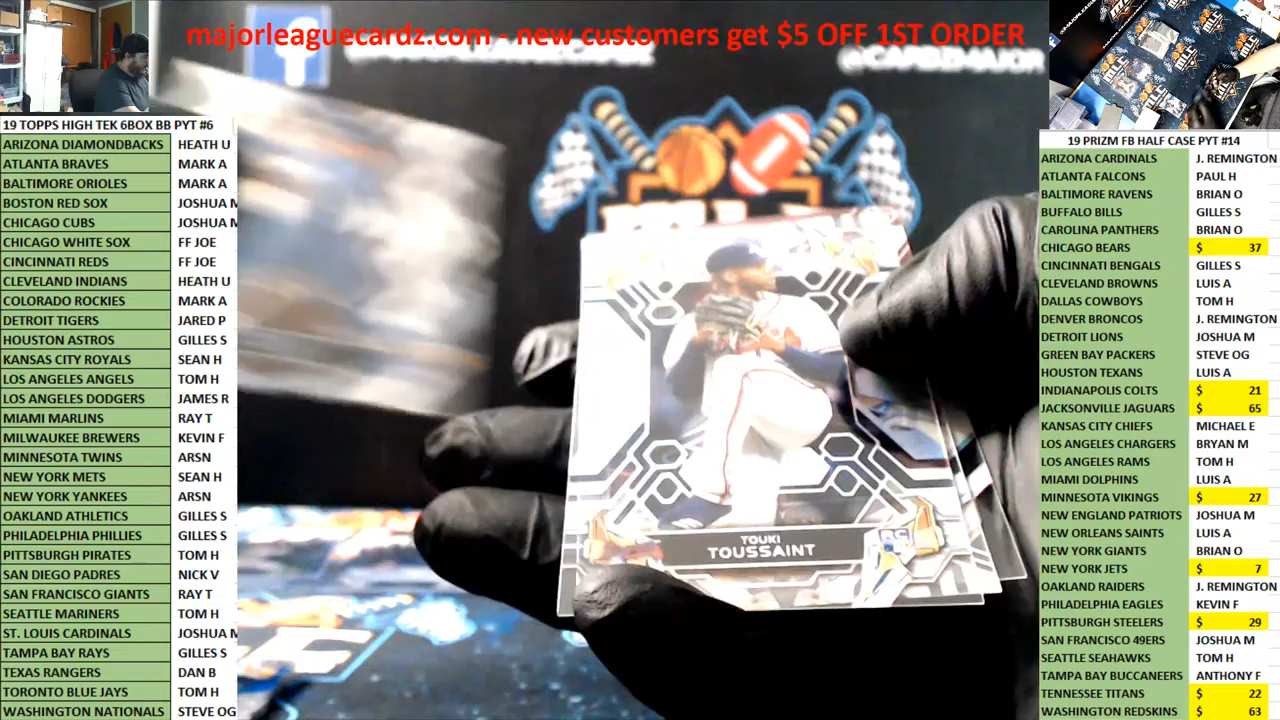 majorleaguecardz.com - new customers get $5 OFF 1ST ORDER
19 TOPPS HIGH TEK 6BOX BB PYT #6
ARIZONA DIAMONDBACKS HEATH U
ATLANTA BRAVES MARK A
BALTIMORE ORIOLES MARK A
BOSTON RED SOX JOSHUA M
CHICAGO CUBS JOSHUA M
CHICAGO WHITE SOX FF JOE
CINCINNATI REDS FF JOE
CLEVELAND INDIANS HEATH U
COLORADO ROCKIES MARK A
DETROIT TIGERS JARED P
HOUSTON ASTROS GILLES S
KANSAS CITY ROYALS SEAN H
LOS ANGELES ANGELS TOM H
LOS ANGELES DODGERS JAMES R
MIAMI MARLINS RAY T
MILWAUKEE BREWERS KEVIN F
MINNESOTA TWINS ARSN
NEW YORK METS SEAN H
NEW YORK YANKEES ARSN
OAKLAND ATHLETICS GILLES S
PHILADELPHIA PHILLIES GILLES S
PITTSBURGH PIRATES TOM H
SAN DIEGO PADRES NICK V
SAN FRANCISCO GIANTS RAY T
SEATTLE MARINERS TOM H
ST. LOUIS CARDINALS JOSHUA M
TAMPA BAY RAYS GILLES S
TEXAS RANGERS DAN B
TORONTO BLUE JAYS TOM H
WASHINGTON NATIONALS STEVE OG
TOUKI
TOUSSAINT
RC
19 PRIZM FB HALF CASE PYT #14
ARIZONA CARDINALS J. REMINGTON
ATLANTA FALCONS PAUL H
BALTIMORE RAVENS BRIAN O
BUFFALO BILLS GILLES S
CAROLINA PANTHERS BRIAN O
CHICAGO BEARS $ 37
CINCINNATI BENGALS GILLES S
CLEVELAND BROWNS LUIS A
DALLAS COWBOYS TOM H
DENVER BRONCOS J. REMINGTON
DETROIT LIONS JOSHUA M
GREEN BAY PACKERS STEVE OG
HOUSTON TEXANS LUIS A
INDIANAPOLIS COLTS $ 21
JACKSONVILLE JAGUARS $ 65
KANSAS CITY CHIEFS MICHAEL E
LOS ANGELES CHARGERS BRYAN M
LOS ANGELES RAMS TOM H
MIAMI DOLPHINS LUIS A
MINNESOTA VIKINGS $ 27
NEW ENGLAND PATRIOTS JOSHUA M
NEW ORLEANS SAINTS LUIS A
NEW YORK GIANTS BRIAN O
NEW YORK JETS $ 7
OAKLAND RAIDERS J. REMINGTON
PHILADELPHIA EAGLES KEVIN F
PITTSBURGH STEELERS $ 29
SAN FRANCISCO 49ERS JOSHUA M
SEATTLE SEAHAWKS TOM H
TAMPA BAY BUCCANEERS ANTHONY F
TENNESSEE TITANS $ 22
WASHINGTON REDSKINS $ 63